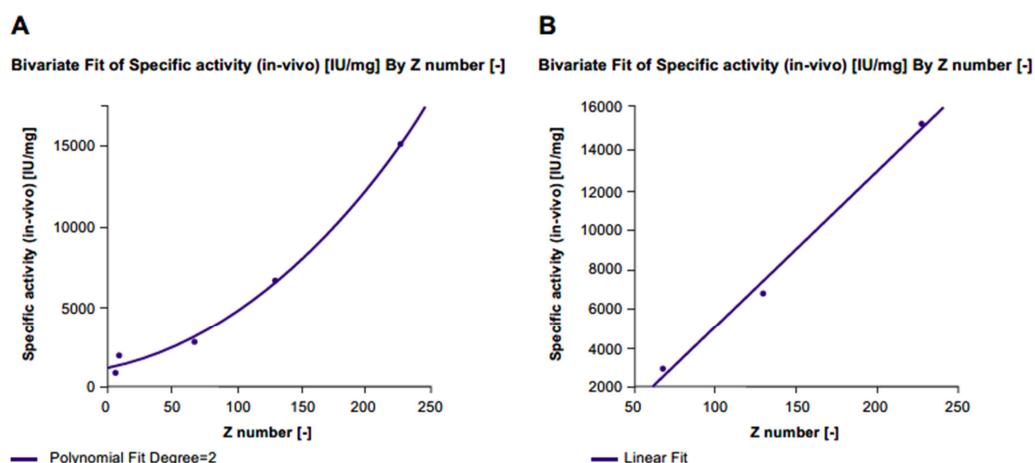 A
Bivariate Fit of Specific activity (in-vivo) [IU/mg] By Z number [-]
Specific activity (in-vivo) [IU/mg]
15000
10000
5000
0
0 50 100 150 200 250
Z number [-]
Polynomial Fit Degree=2
B
Bivariate Fit of Specific activity (in-vivo) [IU/mg] By Z number [-]
Specific activity (in-vivo) [IU/mg]
16000
14000
12000
10000
8000
6000
4000
2000
50 100 150 200 250
Z number [-]
Linear Fit